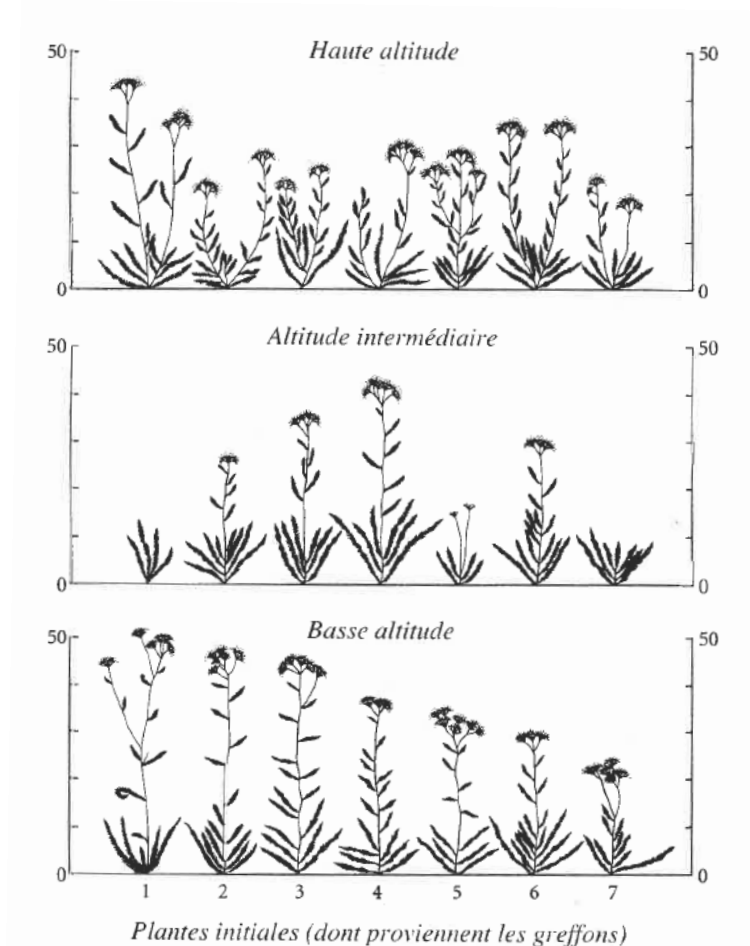 Haute altitude
50 50
0 0
Altitude intermédiaire
50 50
0 0
Basse altitude
50 50
0 0
1 2 3 4 5 6 7
Plantes initiales (dont proviennent les greffons)